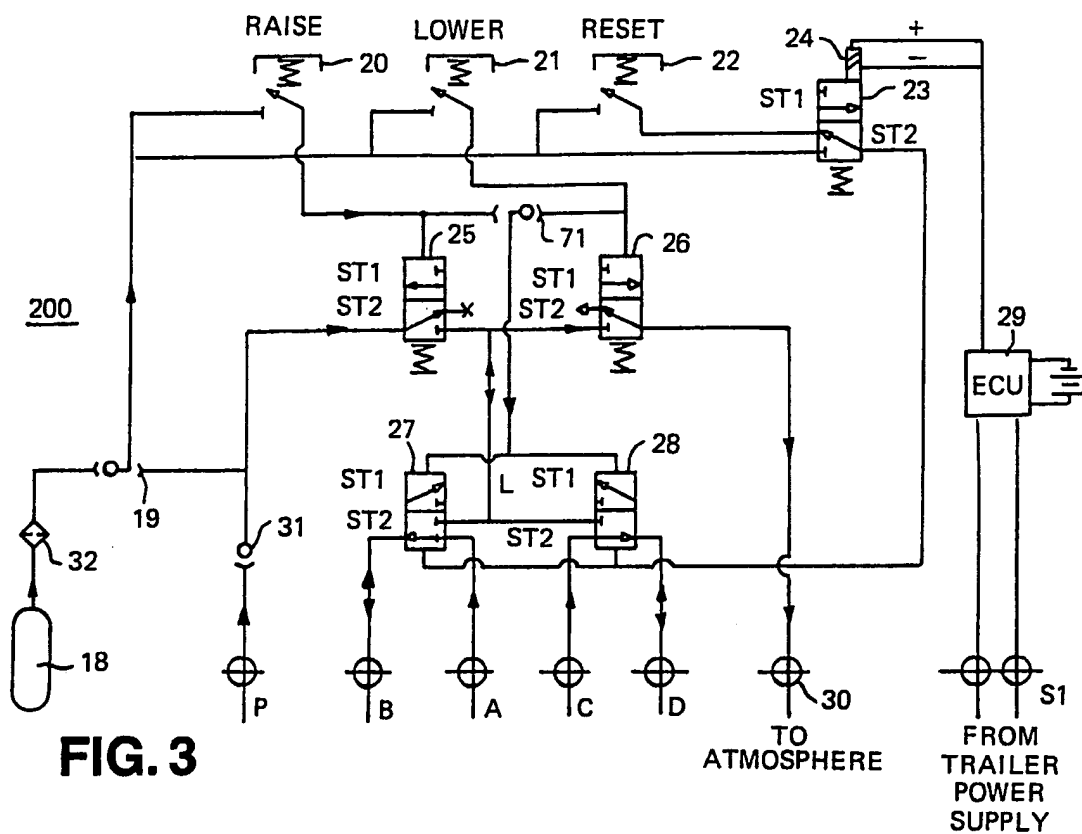 RAISE
LOWER
RESET
20
21
22
24
+
−
23
ST1
ST2
25
71
26
ST1
ST1
ST2
ST2
200
29
ECU
27
28
ST1
L
ST1
19
ST2
ST2
31
32
18
P
B
A
C
D
30
S1
TO
ATMOSPHERE
FROM
TRAILER
POWER
SUPPLY
FIG. 3